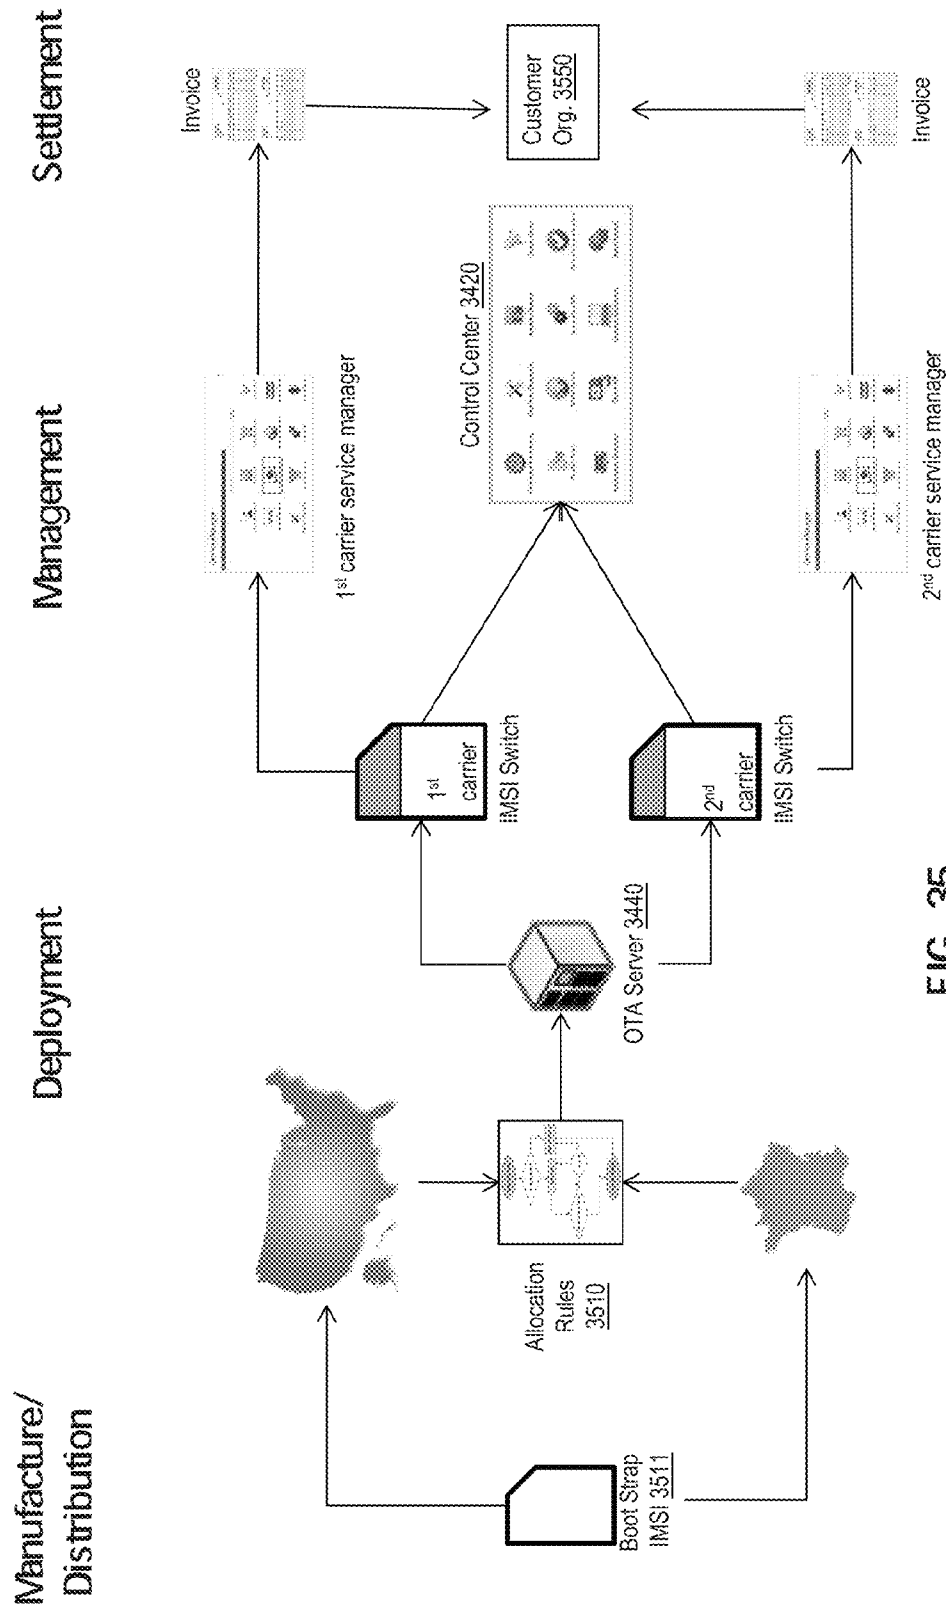 Manufacture/
Distribution
Deployment
Management
Settlement
Boot Strap
IMSI 3511
Allocation
Rules
3510
OTA Server 3440
1st
carrier
IMSI Switch
2nd
carrier
IMSI Switch
1st carrier service manager
Control Center 3420
2nd carrier service manager
Invoice
Customer
Org. 3550
Invoice
FIG. 35